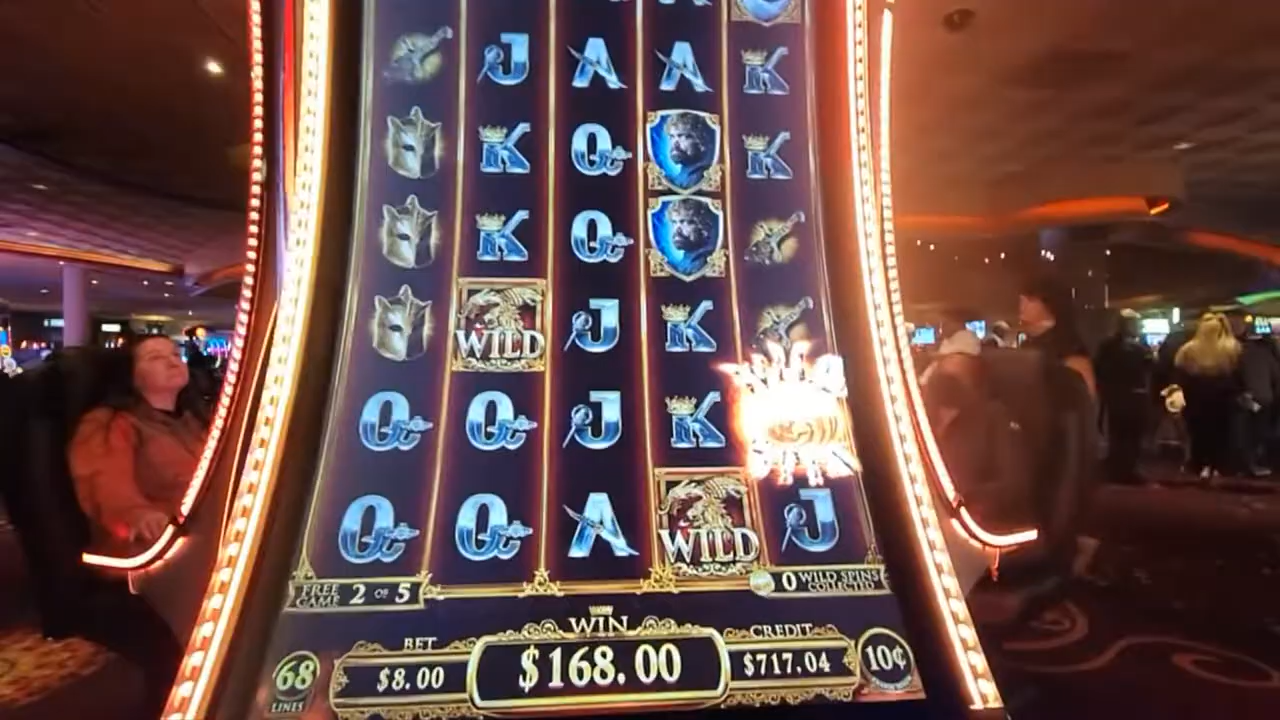 J A A K
K Q K
K Q
WILD J K
Q Q J K
Q Q A WILD J
FREE GAME 2 OF 5
0 WILD SPINS COLLECTED
BET WIN CREDIT
68 LINES $8.00 $168.00 $717.04 10¢